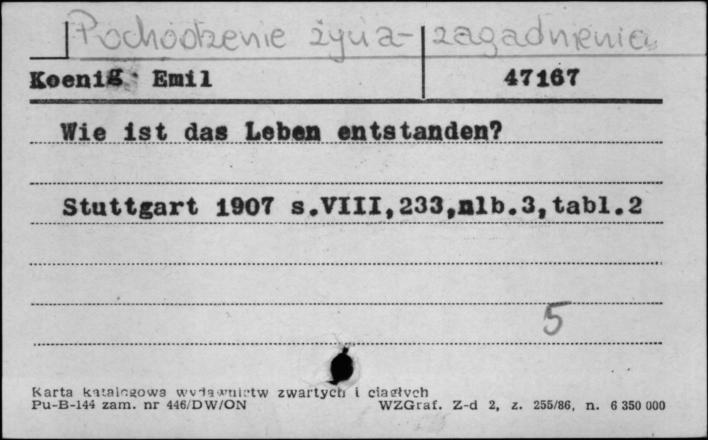 Pochodzenie życia - zagadnienia
Koenig Emil 47167
Wie ist das Leben entstanden?
Stuttgart 1907 s.VIII,233,nlb.3,tabl.2
5
Karta katalogowa wydawnictw zwartych i ciągłych
Pu-B-144 zam. nr 446/DW/ON WZGraf. Z-d 2, z. 255/86, n. 6 350 000